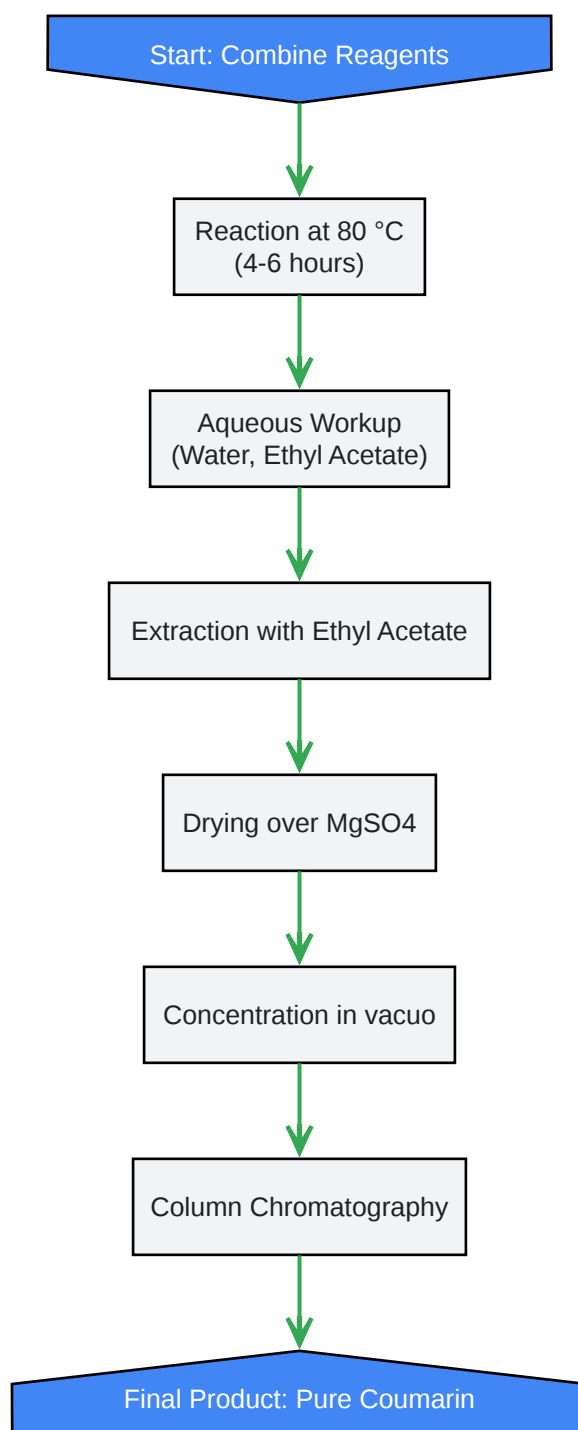 Start: Combine Reagents
Reaction at 80 °C
(4-6 hours)
Aqueous Workup
(Water, Ethyl Acetate)
Extraction with Ethyl Acetate
Drying over MgSO4
Concentration in vacuo
Column Chromatography
Final Product: Pure Coumarin